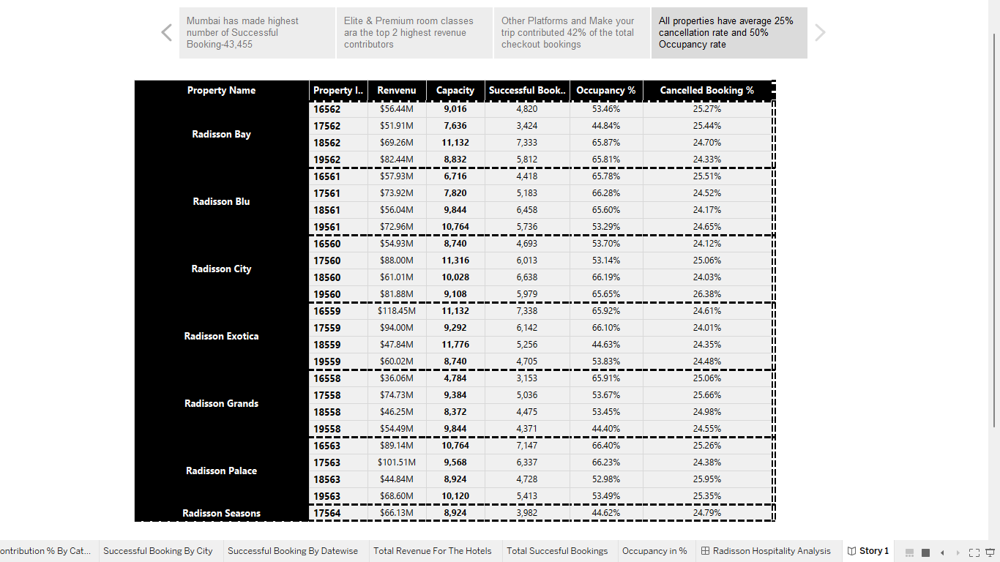 Mumbai has made highest
number of Successful
Booking-43,455
Elite & Premium room classes
ara the top 2 highest revenue
contributors
Other Platforms and Make your
trip contributed 42% of the total
checkout bookings
All properties have average 25%
cancellation rate and 50%
Occupancy rate
Property Name Property I.. Renvenu Capacity Successful Book.. Occupancy % Cancelled Booking %
Radisson Bay
16562 $56.44M 9,016 4,820 53.46% 25.27%
17562 $51.91M 7,636 3,424 44.84% 25.44%
18562 $69.26M 11,132 7,333 65.87% 24.70%
19562 $82.44M 8,832 5,812 65.81% 24.33%
Radisson Blu
16561 $57.93M 6,716 4,418 65.78% 25.51%
17561 $73.92M 7,820 5,183 66.28% 24.52%
18561 $56.04M 9,844 6,458 65.60% 24.17%
19561 $72.96M 10,764 5,736 53.29% 24.65%
Radisson City
16560 $54.93M 8,740 4,693 53.70% 24.12%
17560 $88.00M 11,316 6,013 53.14% 25.06%
18560 $61.01M 10,028 6,638 66.19% 24.03%
19560 $81.88M 9,108 5,979 65.65% 26.38%
Radisson Exotica
16559 $118.45M 11,132 7,338 65.92% 24.61%
17559 $94.00M 9,292 6,142 66.10% 24.01%
18559 $47.84M 11,776 5,256 44.63% 24.35%
19559 $60.02M 8,740 4,705 53.83% 24.48%
Radisson Grands
16558 $36.06M 4,784 3,153 65.91% 25.06%
17558 $74.73M 9,384 5,036 53.67% 25.66%
18558 $46.25M 8,372 4,475 53.45% 24.98%
19558 $54.49M 9,844 4,371 44.40% 24.55%
Radisson Palace
16563 $89.14M 10,764 7,147 66.40% 25.26%
17563 $101.51M 9,568 6,337 66.23% 24.38%
18563 $44.84M 8,924 4,728 52.98% 25.95%
19563 $68.60M 10,120 5,413 53.49% 25.35%
Radisson Seasons 17564 $66.13M 8,924 3,982 44.62% 24.79%
ontribution % By Cat... Successful Booking By City Successful Booking By Datewise Total Revenue For The Hotels Total Succesful Bookings Occupancy in % Radisson Hospitality Analysis Story 1